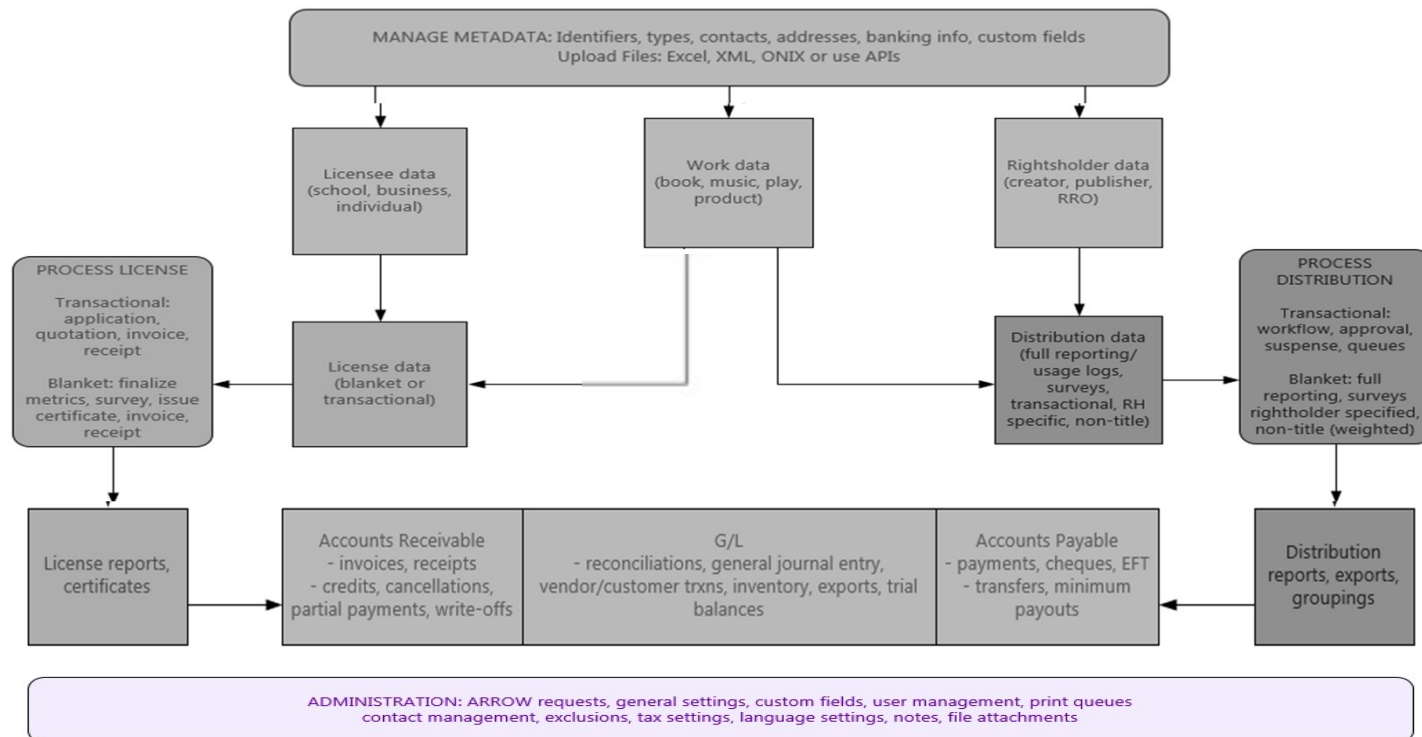 MANAGE METADATA: Identifiers, types, contacts, addresses, banking info, custom fields
Upload Files: Excel, XML, ONIX or use APIs
Licensee data
(school, business,
individual)
Work data
(book, music, play,
product)
Rightsholder data
(creator, publisher,
RRO)
PROCESS LICENSE
Transactional:
application,
quotation, invoice,
receipt
Blanket: finalize
metrics, survey, issue
certificate, invoice,
receipt
License data
(blanket or
transactional)
Distribution data
(full reporting/
usage logs,
surveys,
transactional, RH
specific, non-title)
PROCESS
DISTRIBUTION
Transactional:
workflow, approval,
suspense, queues
Blanket: full
reporting, surveys
rightholder specified,
non-title (weighted)
License reports,
certificates
Accounts Receivable
- invoices, receipts
- credits, cancellations,
partial payments, write-offs
G/L
- reconciliations, general journal entry,
vendor/customer trxns, inventory, exports, trial
balances
Accounts Payable
- payments, cheques, EFT
- transfers, minimum
payouts
Distribution
reports, exports,
groupings
ADMINISTRATION: ARROW requests, general settings, custom fields, user management, print queues
contact management, exclusions, tax settings, language settings, notes, file attachments